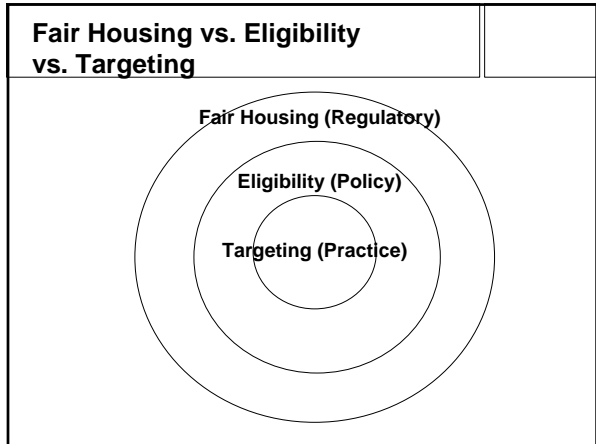 Fair Housing vs. Eligibility
vs. Targeting
Fair Housing (Regulatory)
Eligibility (Policy)
Targeting (Practice)